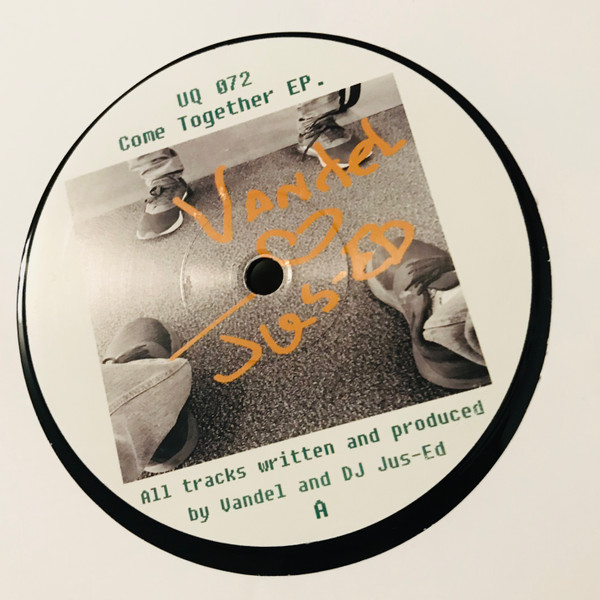 UQ 072
Come Together EP.
Vandel
Jus-Ed
All tracks written and produced
by Vandel and DJ Jus-Ed
A